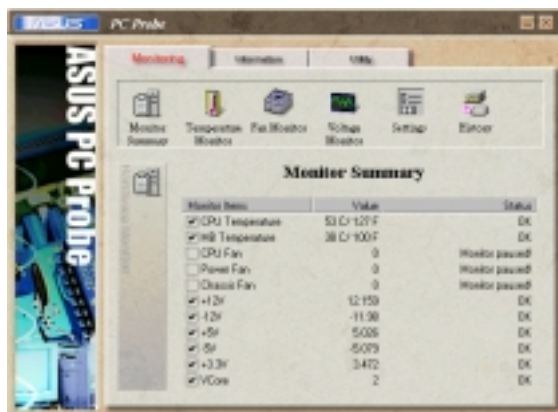 ASUS PC Probe
Monitoring Information Utility
ASUS PC Probe
Monitor Summary
Temperature Monitor
Fan Monitor
Voltage Monitor
Settings
History
Monitor Summary
Monitor Items Value Status
CPU Temperature 53 C/ 127 F OK
MB Temperature 38 C/ 100 F OK
CPU Fan 0 Monitor paused!
Power Fan 0 Monitor paused!
Chassis Fan 0 Monitor paused!
+12V 12.159 OK
-12V -11.98 OK
+5V 5.026 OK
-5V -5.079 OK
+3.3V 3.472 OK
VCore 2 OK